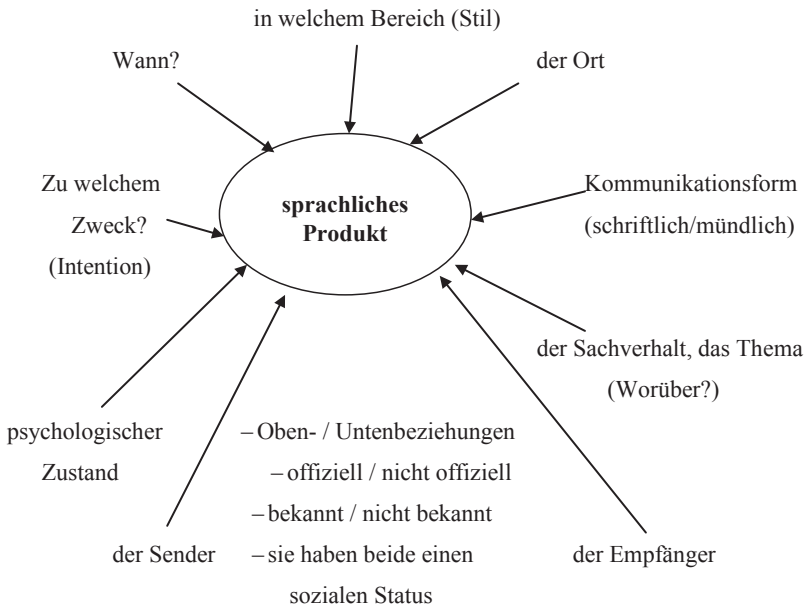 in welchem Bereich (Stil)
Wann?
der Ort
Zu welchem
Zweck?
(Intention)
sprachliches
Produkt
Kommunikationsform
(schriftlich/mündlich)
der Sachverhalt, das Thema
(Worüber?)
psychologischer
Zustand
– Oben- / Untenbeziehungen
– offiziell / nicht offiziell
– bekannt / nicht bekannt
– sie haben beide einen
sozialen Status
der Sender
der Empfänger